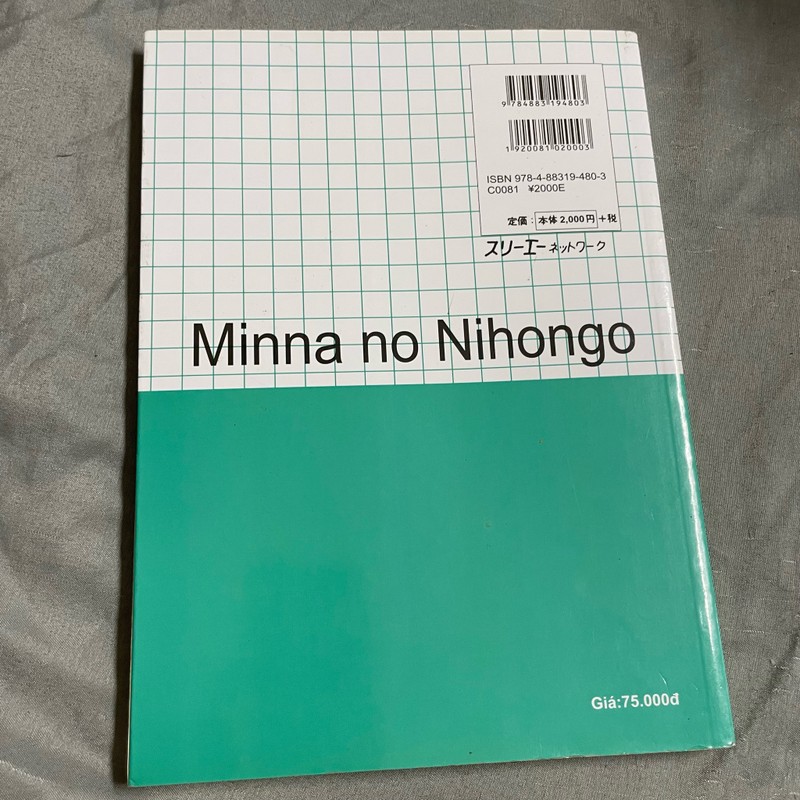 9784883194803
1920081020003
ISBN 978-4-88319-480-3
C0081 ¥2000E
定価：本体2,000円+税
スリーエーネットワーク
Minna no Nihongo
Giá:75.000đ